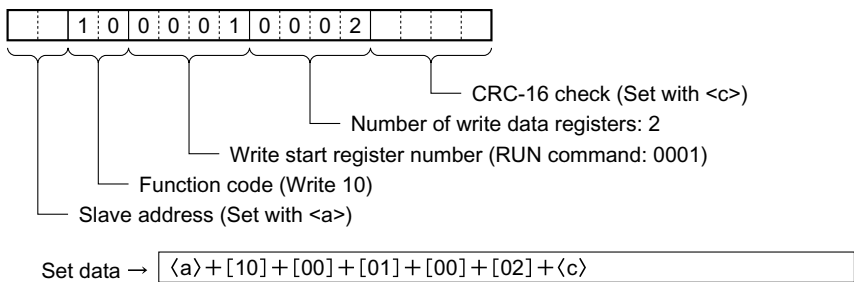 1 0 0 0 0 1 0 0 0 2
CRC-16 check (Set with <c>)
Number of write data registers: 2
Write start register number (RUN command: 0001)
Function code (Write 10)
Slave address (Set with <a>)
Set data → 〈a〉+[10]+[00]+[01]+[00]+[02]+〈c〉